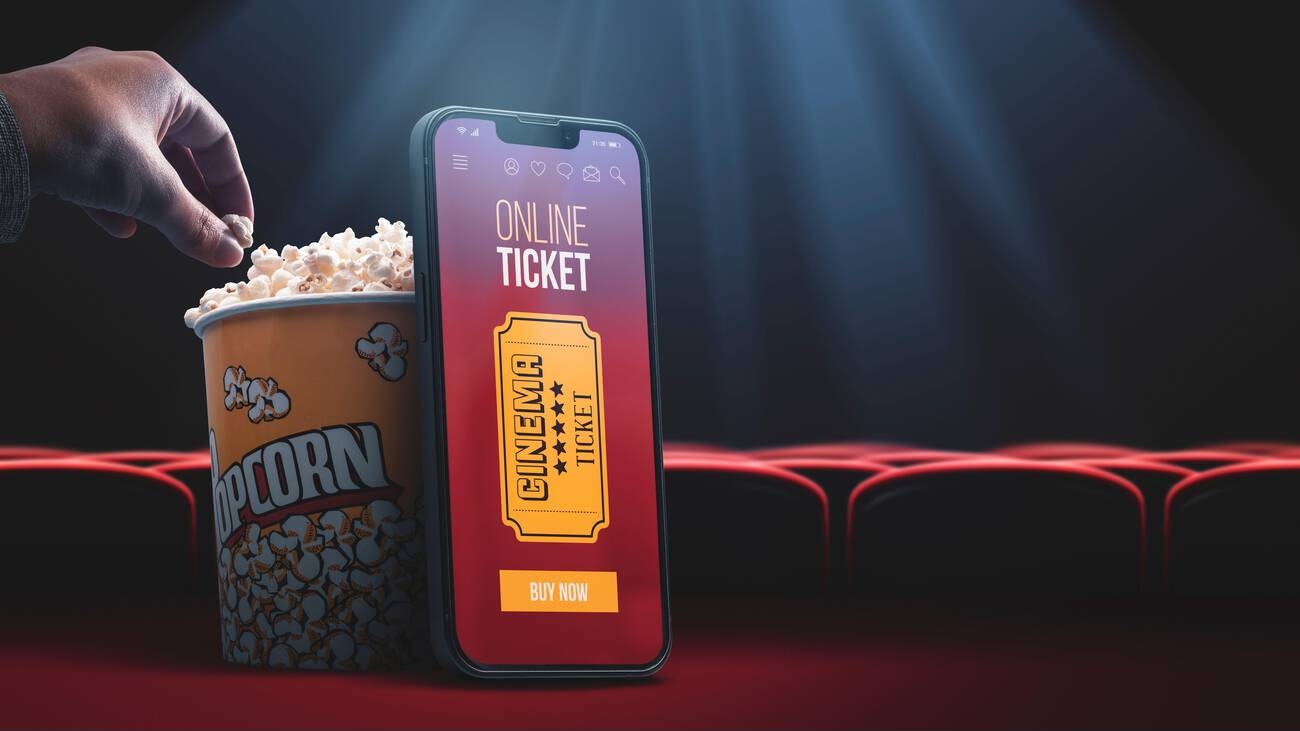 ONLINE
TICKET
CINEMA
TICKET
POPCORN
BUY NOW